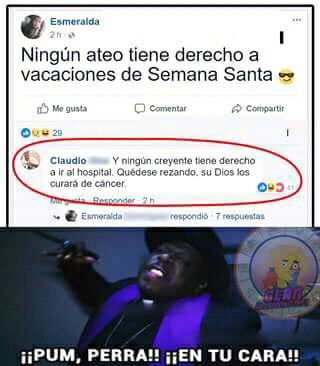 Esmeralda
2 h
Ningún ateo tiene derecho a
vacaciones de Semana Santa 😎
Me gusta Comentar Compartir
29
Claudio Y ningún creyente tiene derecho
a ir al hospital. Quédese rezando, su Dios los
curará de cáncer.
Me gusta Responder · 2 h
Esmeralda respondió · 7 respuestas
¡¡PUM, PERRA!! ¡¡EN TU CARA!!